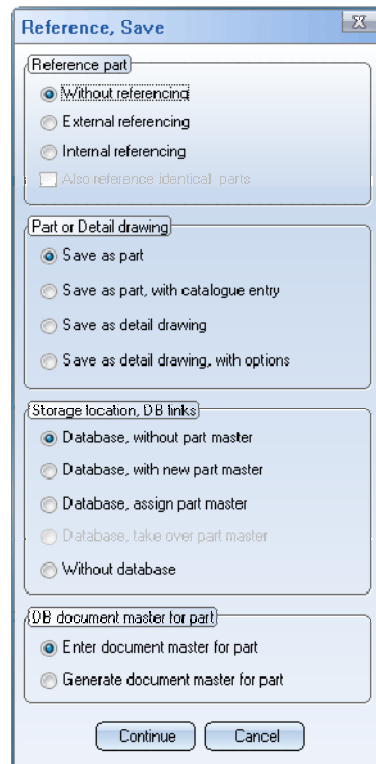 Reference, Save
Reference part
Without referencing
External referencing
Internal referencing
Also reference identical parts
Part or Detail drawing
Save as part
Save as part, with catalogue entry
Save as detail drawing
Save as detail drawing, with options
Storage location, DB links
Database, without part master
Database, with new part master
Database, assign part master
Database, take over part master
Without database
DB document master for part
Enter document master for part
Generate document master for part
Continue Cancel